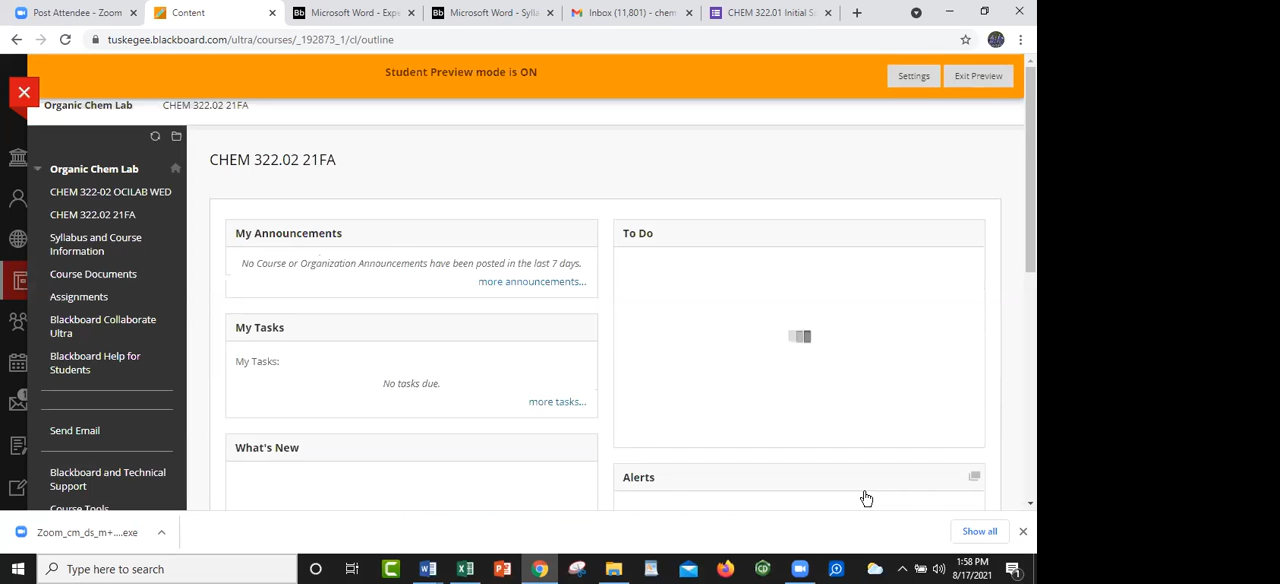 Post Attendee - Zoom
Content
Microsoft Word - Expe
Microsoft Word - Sylla
Inbox (11,801) - chem
CHEM 322.01 Initial S
tuskegee.blackboard.com/ultra/courses/_192873_1/cl/outline
Student Preview mode is ON
Settings
Exit Preview
Organic Chem Lab
CHEM 322.02 21FA
Organic Chem Lab
CHEM 322-02 OCILAB WED
CHEM 322.02 21FA
Syllabus and Course
Information
Course Documents
Assignments
Blackboard Collaborate
Ultra
Blackboard Help for
Students
Send Email
Blackboard and Technical
Support
Course Tools
CHEM 322.02 21FA
My Announcements
No Course or Organization Announcements have been posted in the last 7 days.
more announcements...
My Tasks
My Tasks:
No tasks due.
more tasks...
What's New
To Do
Alerts
Zoom_cm_ds_m+....exe
Show all
Type here to search
1:58 PM
8/17/2021